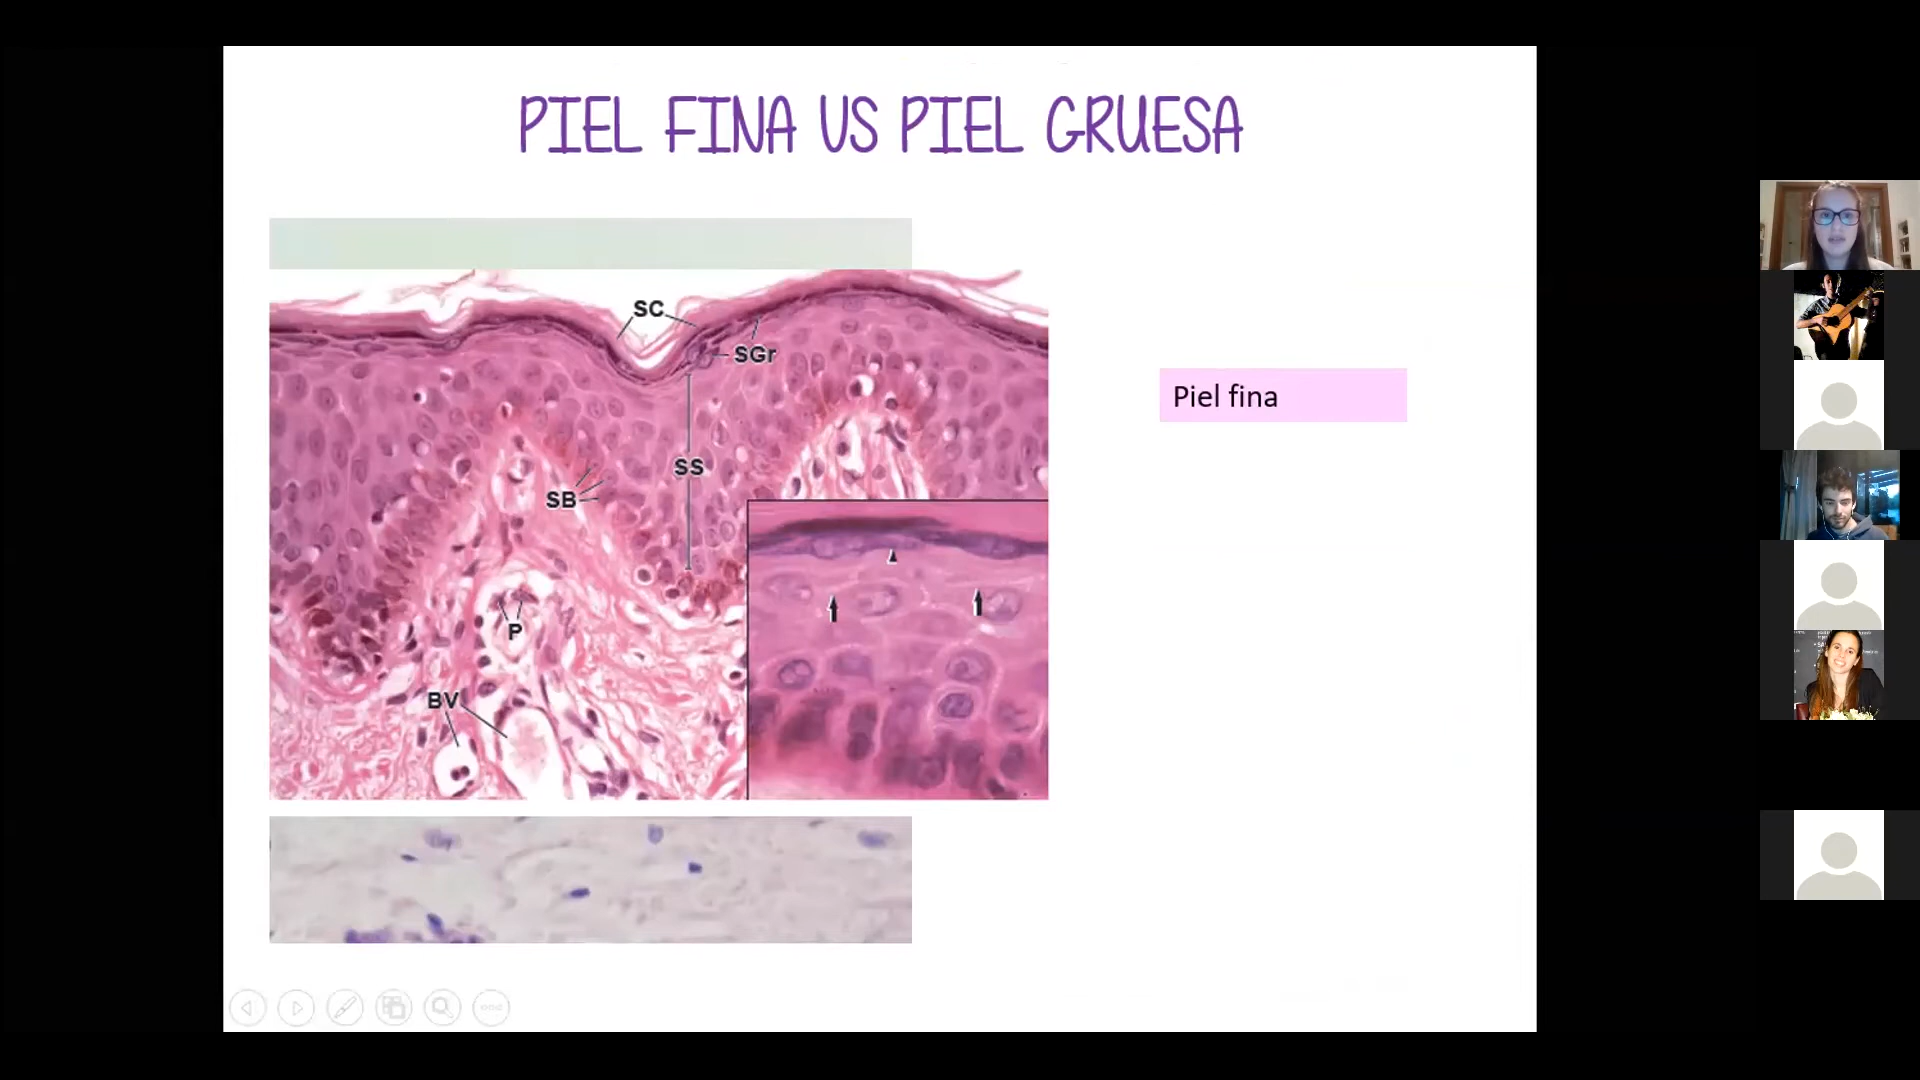 PIEL FINA VS PIEL GRUESA
SC
SGr
Piel fina
SS
SB
P
BV